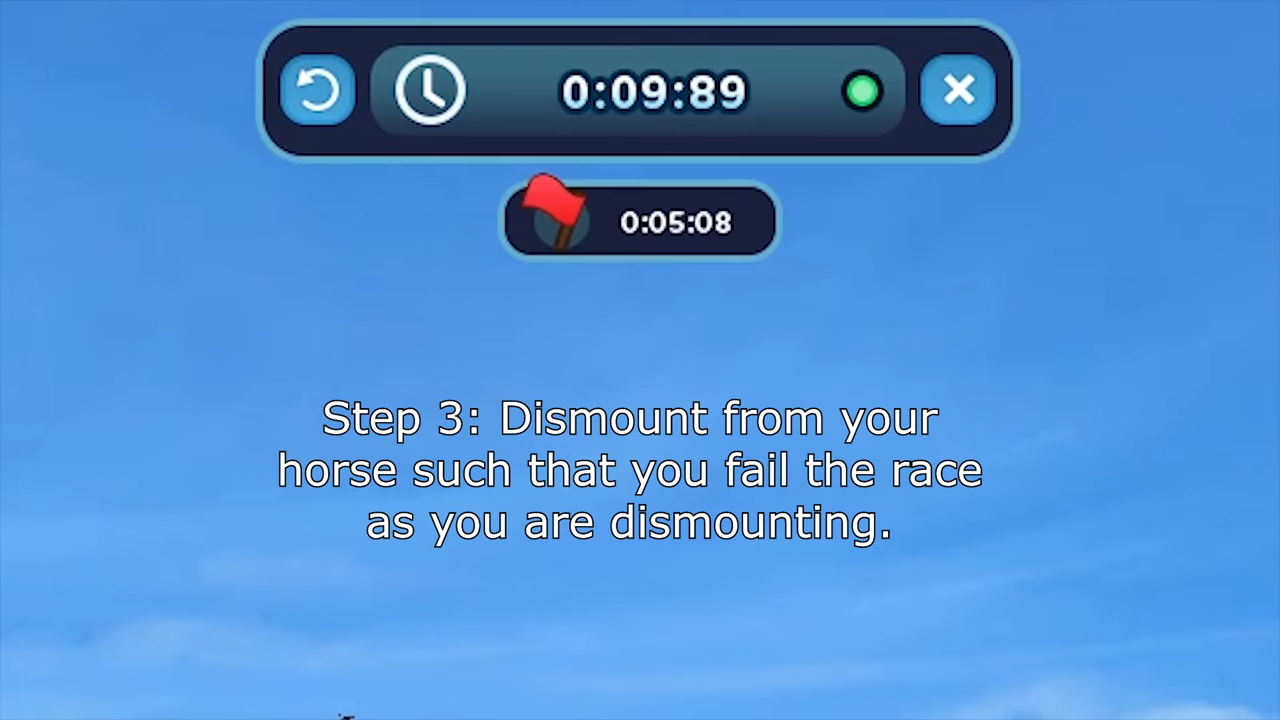 0:09:89
0:05:08
Step 3: Dismount from your
horse such that you fail the race
as you are dismounting.